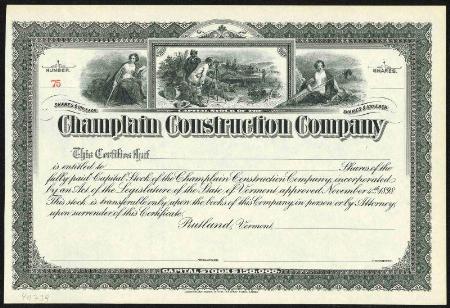 NUMBER.
SHARES.
75
SHARES $100 EACH.
CAPITAL STOCK OF THE
SHARES $100 EACH.
Champlain Construction Company
This Certifies that
is entitled to Shares of the
fully paid Capital Stock of the Champlain Construction Company, incorporated
by an Act of the Legislature of the State of Vermont approved November 2nd 1898.
This stock is transferable only upon the books of this Company, in person or by Attorney,
upon surrender of this Certificate.
Rutland, Vermont,
CAPITAL STOCK $150,000.